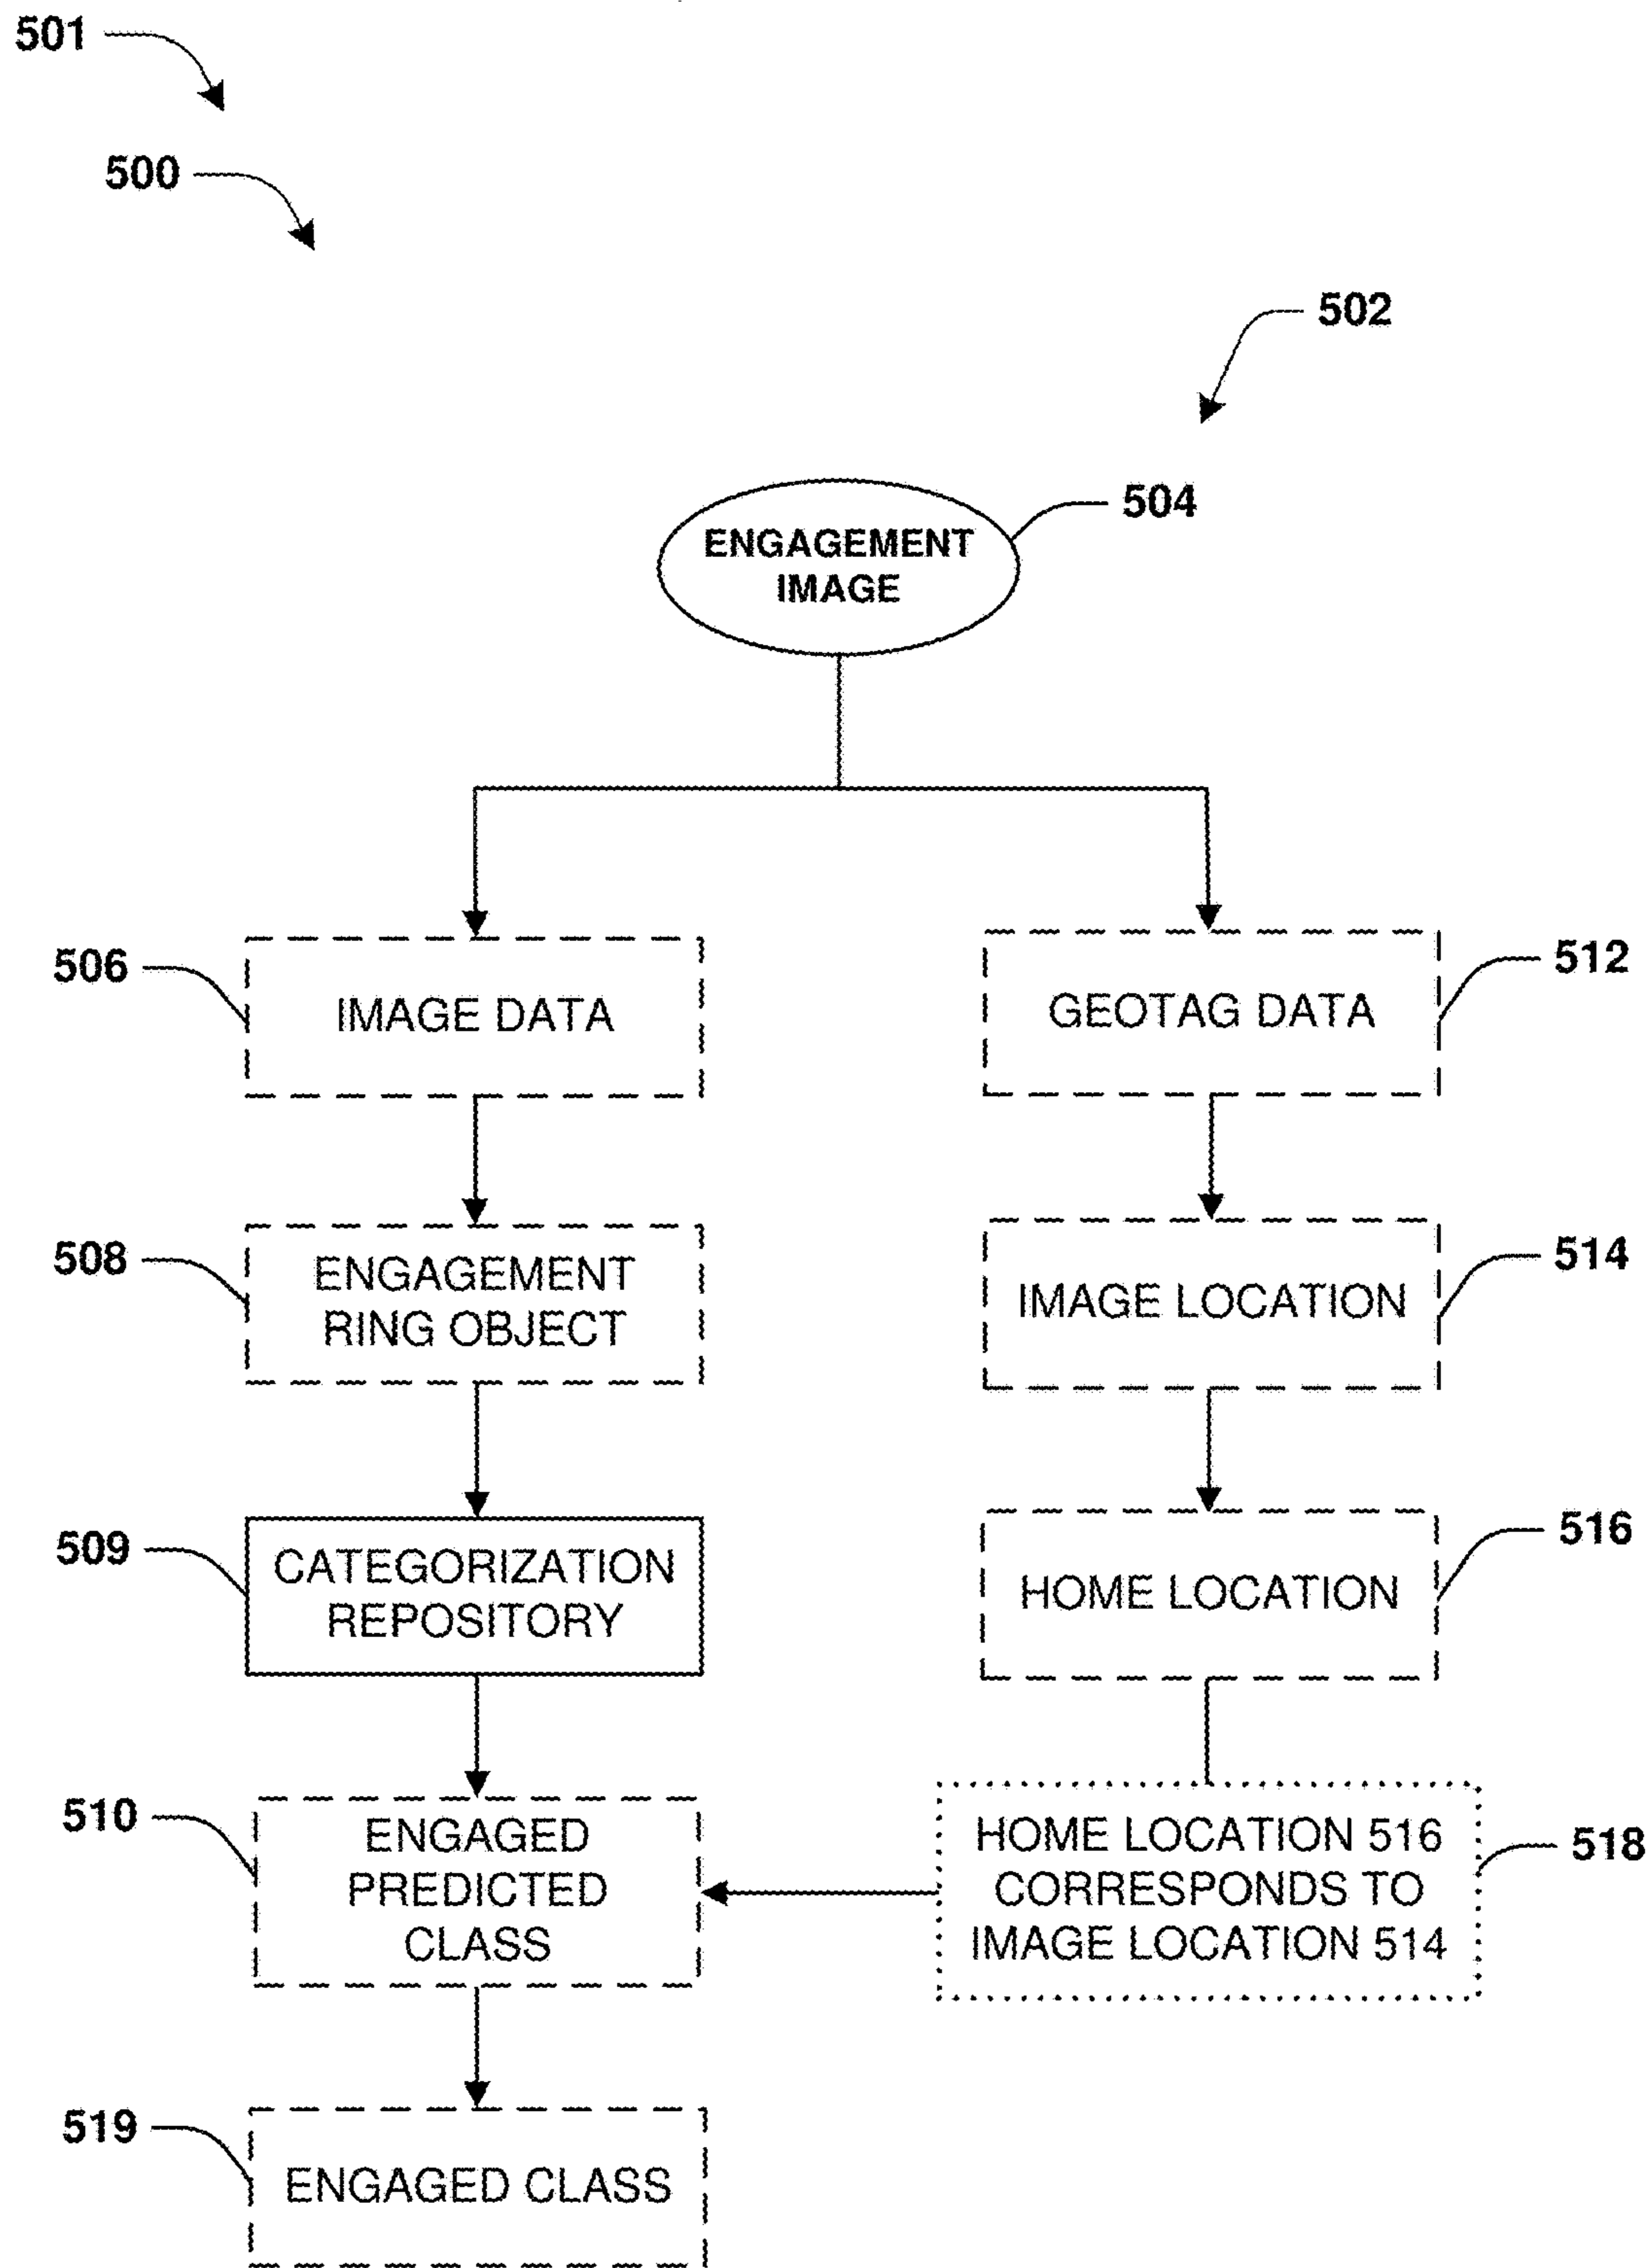 501
500
502
504
ENGAGEMENT
IMAGE
506
IMAGE DATA
512
GEOTAG DATA
508
ENGAGEMENT
RING OBJECT
514
IMAGE LOCATION
509
CATEGORIZATION
REPOSITORY
516
HOME LOCATION
510
ENGAGED
PREDICTED
CLASS
518
HOME LOCATION 516
CORRESPONDS TO
IMAGE LOCATION 514
519
ENGAGED CLASS